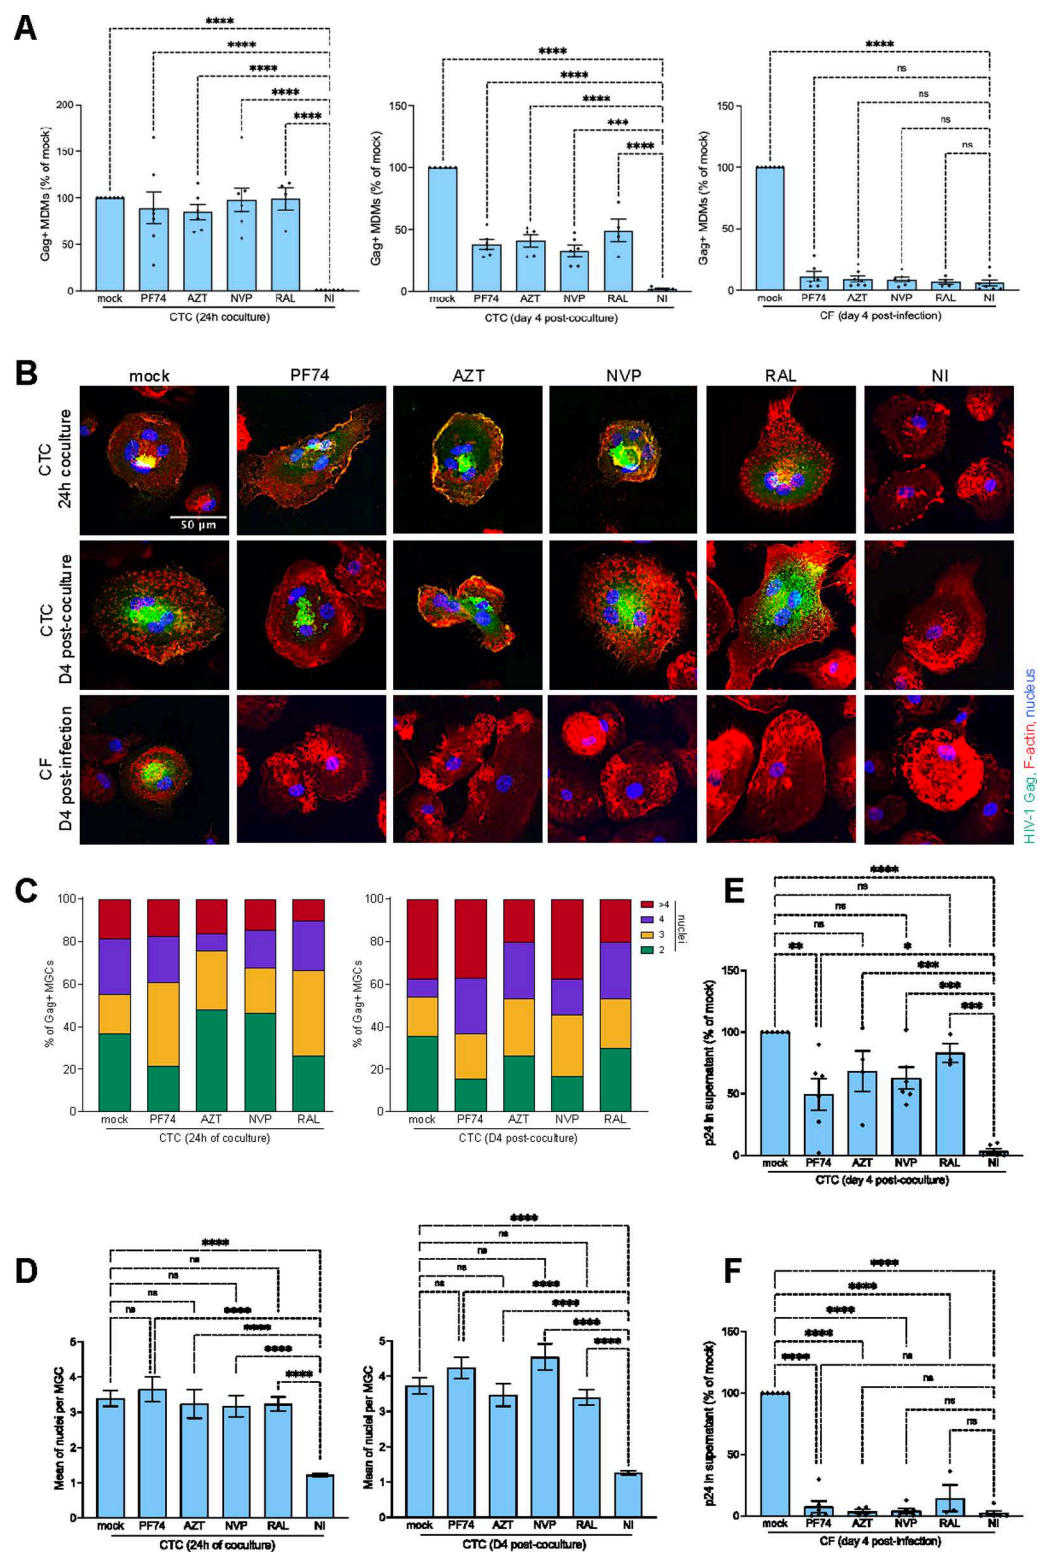 A
****
****
****
****
****
200
150
100
50
0
Gag+ MDMs (% of mock)
mock PF74 AZT NVP RAL NI
CTC (24h coculture)
****
****
****
***
****
150
100
50
0
Gag+ MDMs (% of mock)
mock PF74 AZT NVP RAL NI
CTC (day 4 post-coculture)
****
ns
ns
ns
ns
150
100
50
0
Gag+ MDMs (% of mock)
mock PF74 AZT NVP RAL NI
CF (day 4 post-infection)
B
mock PF74 AZT NVP RAL NI
CTC
24h coculture
50 µm
CTC
D4 post-coculture
CF
D4 post-infection
HIV-1 Gag, F-actin, nucleus
C
100
80
60
40
20
0
% of Gag+ MGCs
mock PF74 AZT NVP RAL
CTC (24h of coculture)
100
80
60
40
20
0
% of Gag+ MGCs
mock PF74 AZT NVP RAL
CTC (D4 post-coculture)
>4
4
3
2
nuclei
D
****
ns
ns
ns
ns
****
****
****
****
5
4
3
2
1
0
Mean of nuclei per MGC
mock PF74 AZT NVP RAL NI
CTC (24h of coculture)
****
ns
ns
ns
ns
****
****
****
****
5
4
3
2
1
0
Mean of nuclei per MGC
mock PF74 AZT NVP RAL NI
CTC (D4 post-coculture)
E
****
ns
ns
ns
** *
***
***
***
150
100
50
0
p24 in supernatant (% of mock)
mock PF74 AZT NVP RAL NI
CTC (day 4 post-coculture)
F
****
****
****
****
**** ns
ns
ns
ns
150
100
50
0
p24 in supernatant (% of mock)
mock PF74 AZT NVP RAL NI
CF (day 4 post-infection)